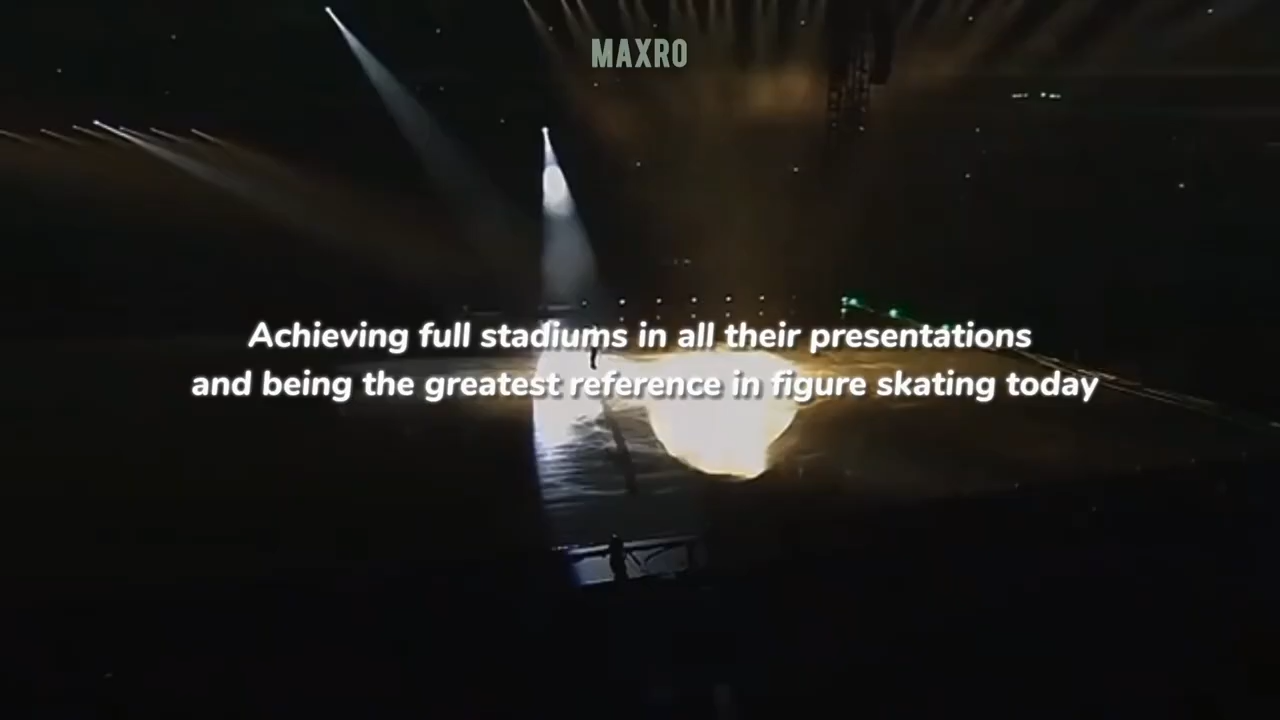 MAXRO
Achieving full stadiums in all their presentations
and being the greatest reference in figure skating today